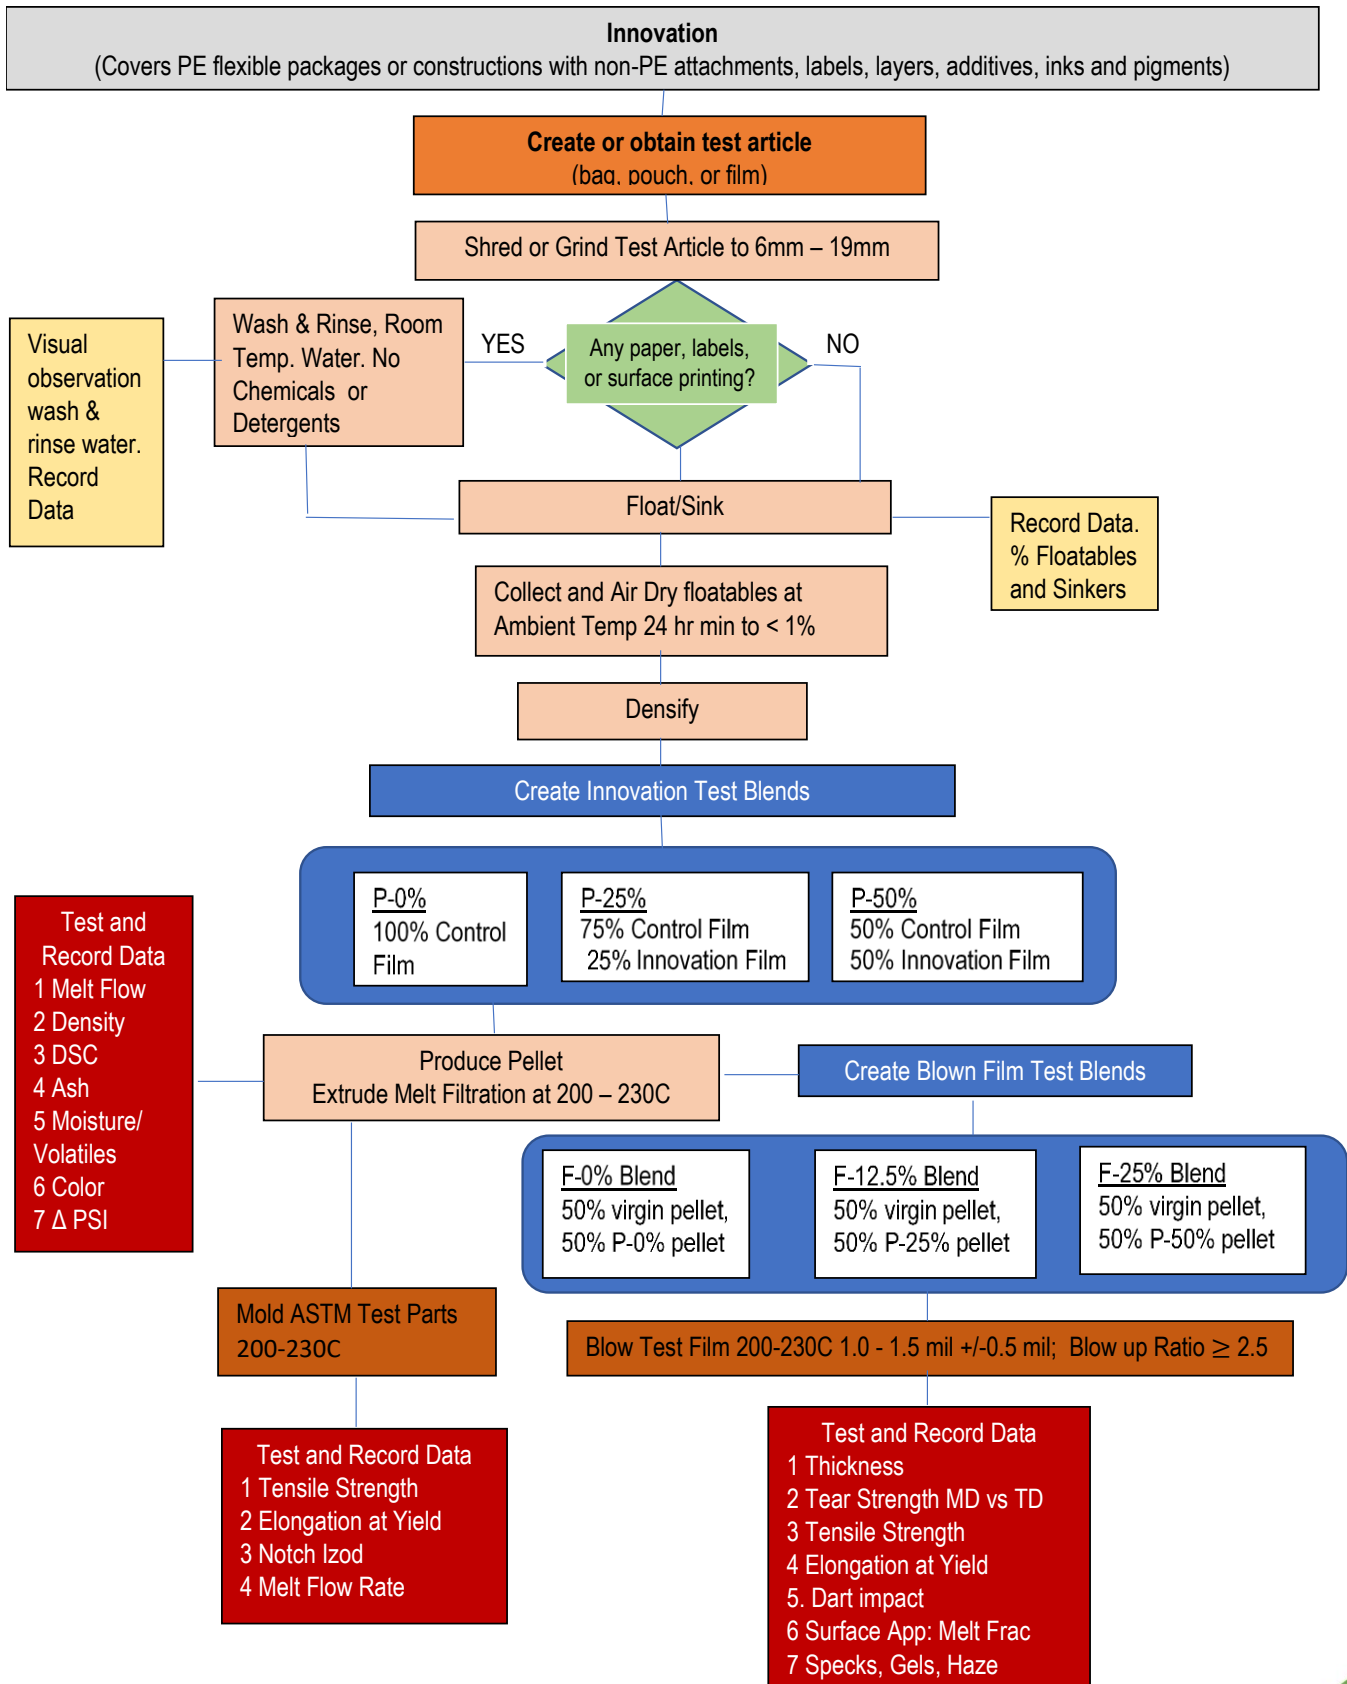 Innovation
(Covers PE flexible packages or constructions with non-PE attachments, labels, layers, additives, inks and pigments)
Create or obtain test article
(bag, pouch, or film)
Shred or Grind Test Article to 6mm – 19mm
Visual
observation
wash &
rinse water.
Record
Data
Wash & Rinse, Room
Temp. Water. No
Chemicals or
Detergents
YES
Any paper, labels,
or surface printing?
NO
Float/Sink
Record Data.
% Floatables
and Sinkers
Collect and Air Dry floatables at
Ambient Temp 24 hr min to < 1%
Densify
Create Innovation Test Blends
P-0%
100% Control
Film
P-25%
75% Control Film
25% Innovation Film
P-50%
50% Control Film
50% Innovation Film
Test and
Record Data
1 Melt Flow
2 Density
3 DSC
4 Ash
5 Moisture/
Volatiles
6 Color
7 Δ PSI
Produce Pellet
Extrude Melt Filtration at 200 – 230C
Create Blown Film Test Blends
F-0% Blend
50% virgin pellet,
50% P-0% pellet
F-12.5% Blend
50% virgin pellet,
50% P-25% pellet
F-25% Blend
50% virgin pellet,
50% P-50% pellet
Mold ASTM Test Parts
200-230C
Blow Test Film 200-230C 1.0 - 1.5 mil +/-0.5 mil; Blow up Ratio ≥ 2.5
Test and Record Data
1 Tensile Strength
2 Elongation at Yield
3 Notch Izod
4 Melt Flow Rate
Test and Record Data
1 Thickness
2 Tear Strength MD vs TD
3 Tensile Strength
4 Elongation at Yield
5. Dart impact
6 Surface App: Melt Frac
7 Specks, Gels, Haze